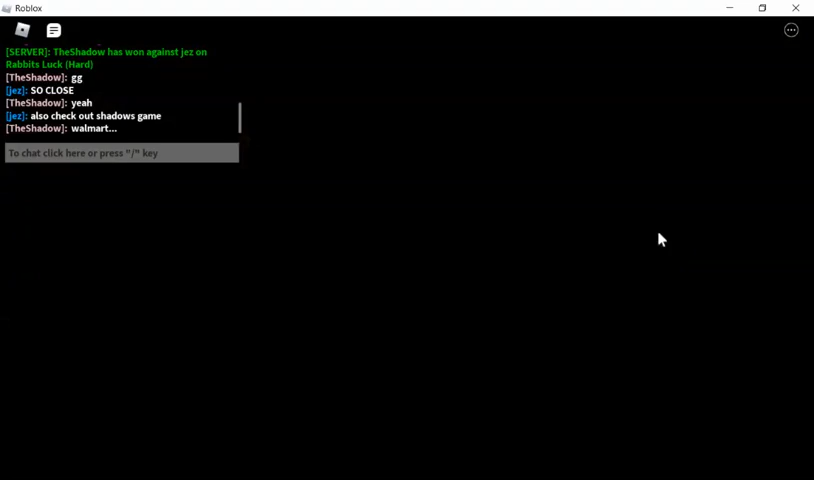 Roblox
[SERVER]: TheShadow has won against jez on
Rabbits Luck (Hard)
[TheShadow]: gg
[jez]: SO CLOSE
[TheShadow]: yeah
[jez]: also check out shadows game
[TheShadow]: walmart...
To chat click here or press "/" key